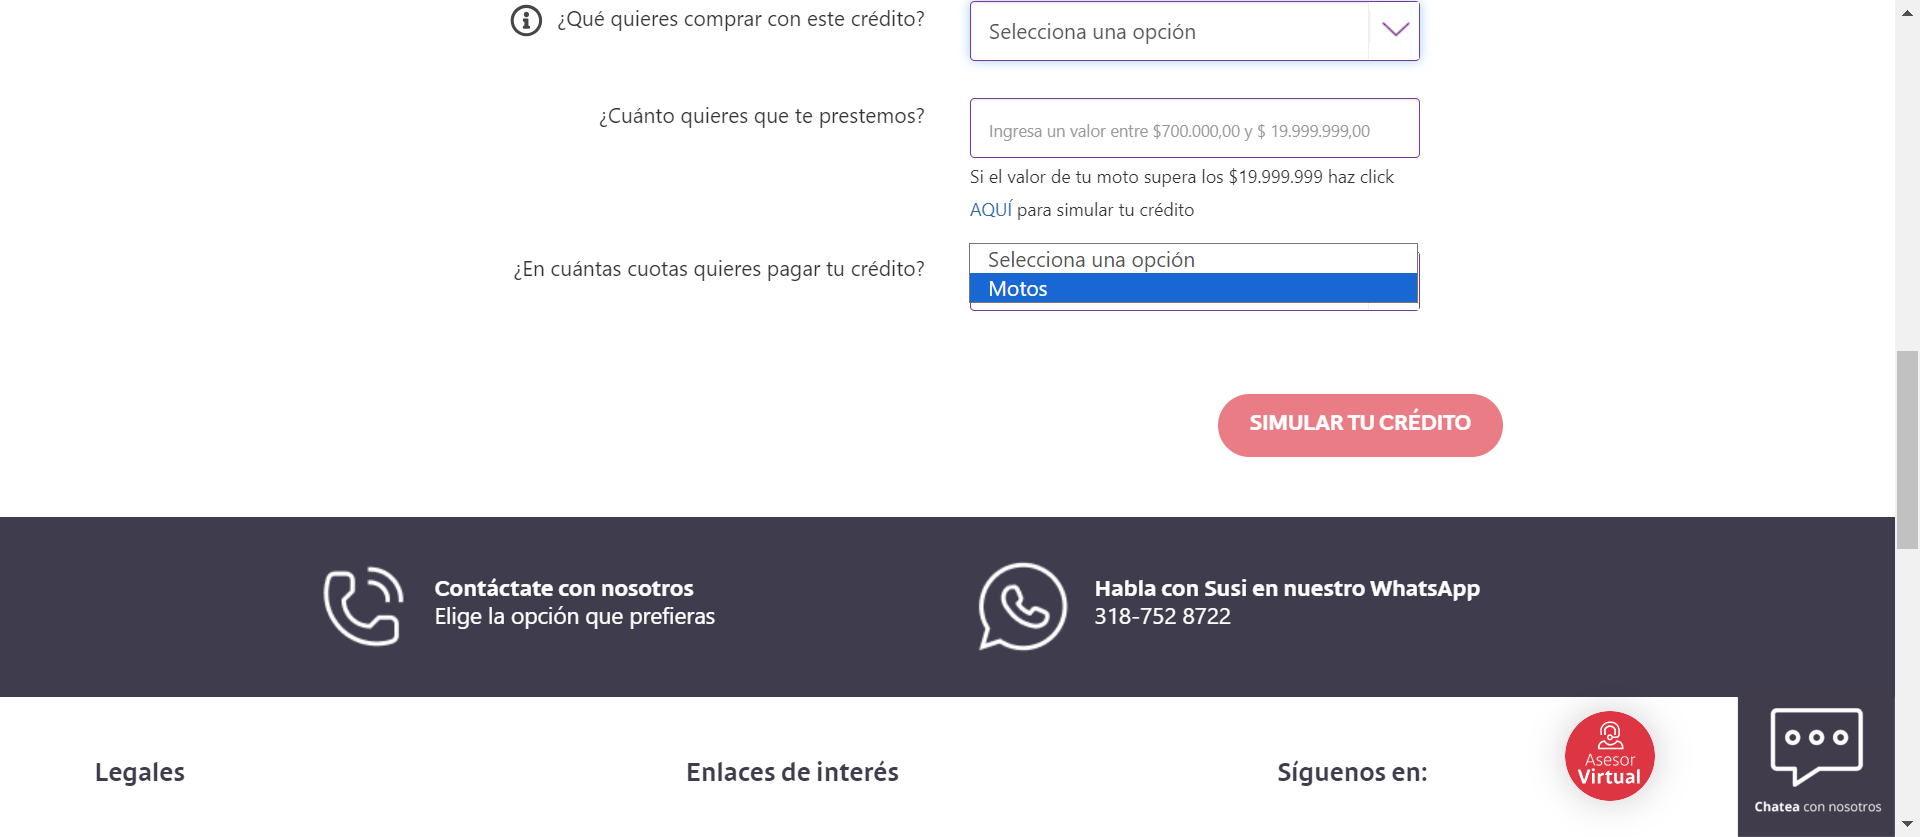 ¿Qué quieres comprar con este crédito?
Selecciona una opción
¿Cuánto quieres que te prestemos?
Ingresa un valor entre $700.000,00 y $ 19.999.999,00
Si el valor de tu moto supera los $19.999.999 haz click
AQUÍ para simular tu crédito
¿En cuántas cuotas quieres pagar tu crédito?
Selecciona una opción
Motos
SIMULAR TU CRÉDITO
Contáctate con nosotros
Elige la opción que prefieras
Habla con Susi en nuestro WhatsApp
318-752 8722
Legales
Enlaces de interés
Síguenos en:
Asesor
Virtual
Chatea con nosotros